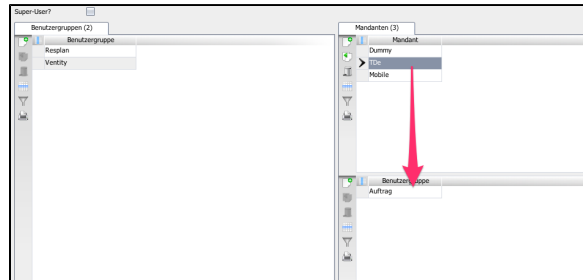 Super-User?
Benutzergruppen (2)
Benutzergruppe
Resplan
Ventity
Mandanten (3)
Mandant
Dummy
TDe
Mobile
Benutzergruppe
Auftrag